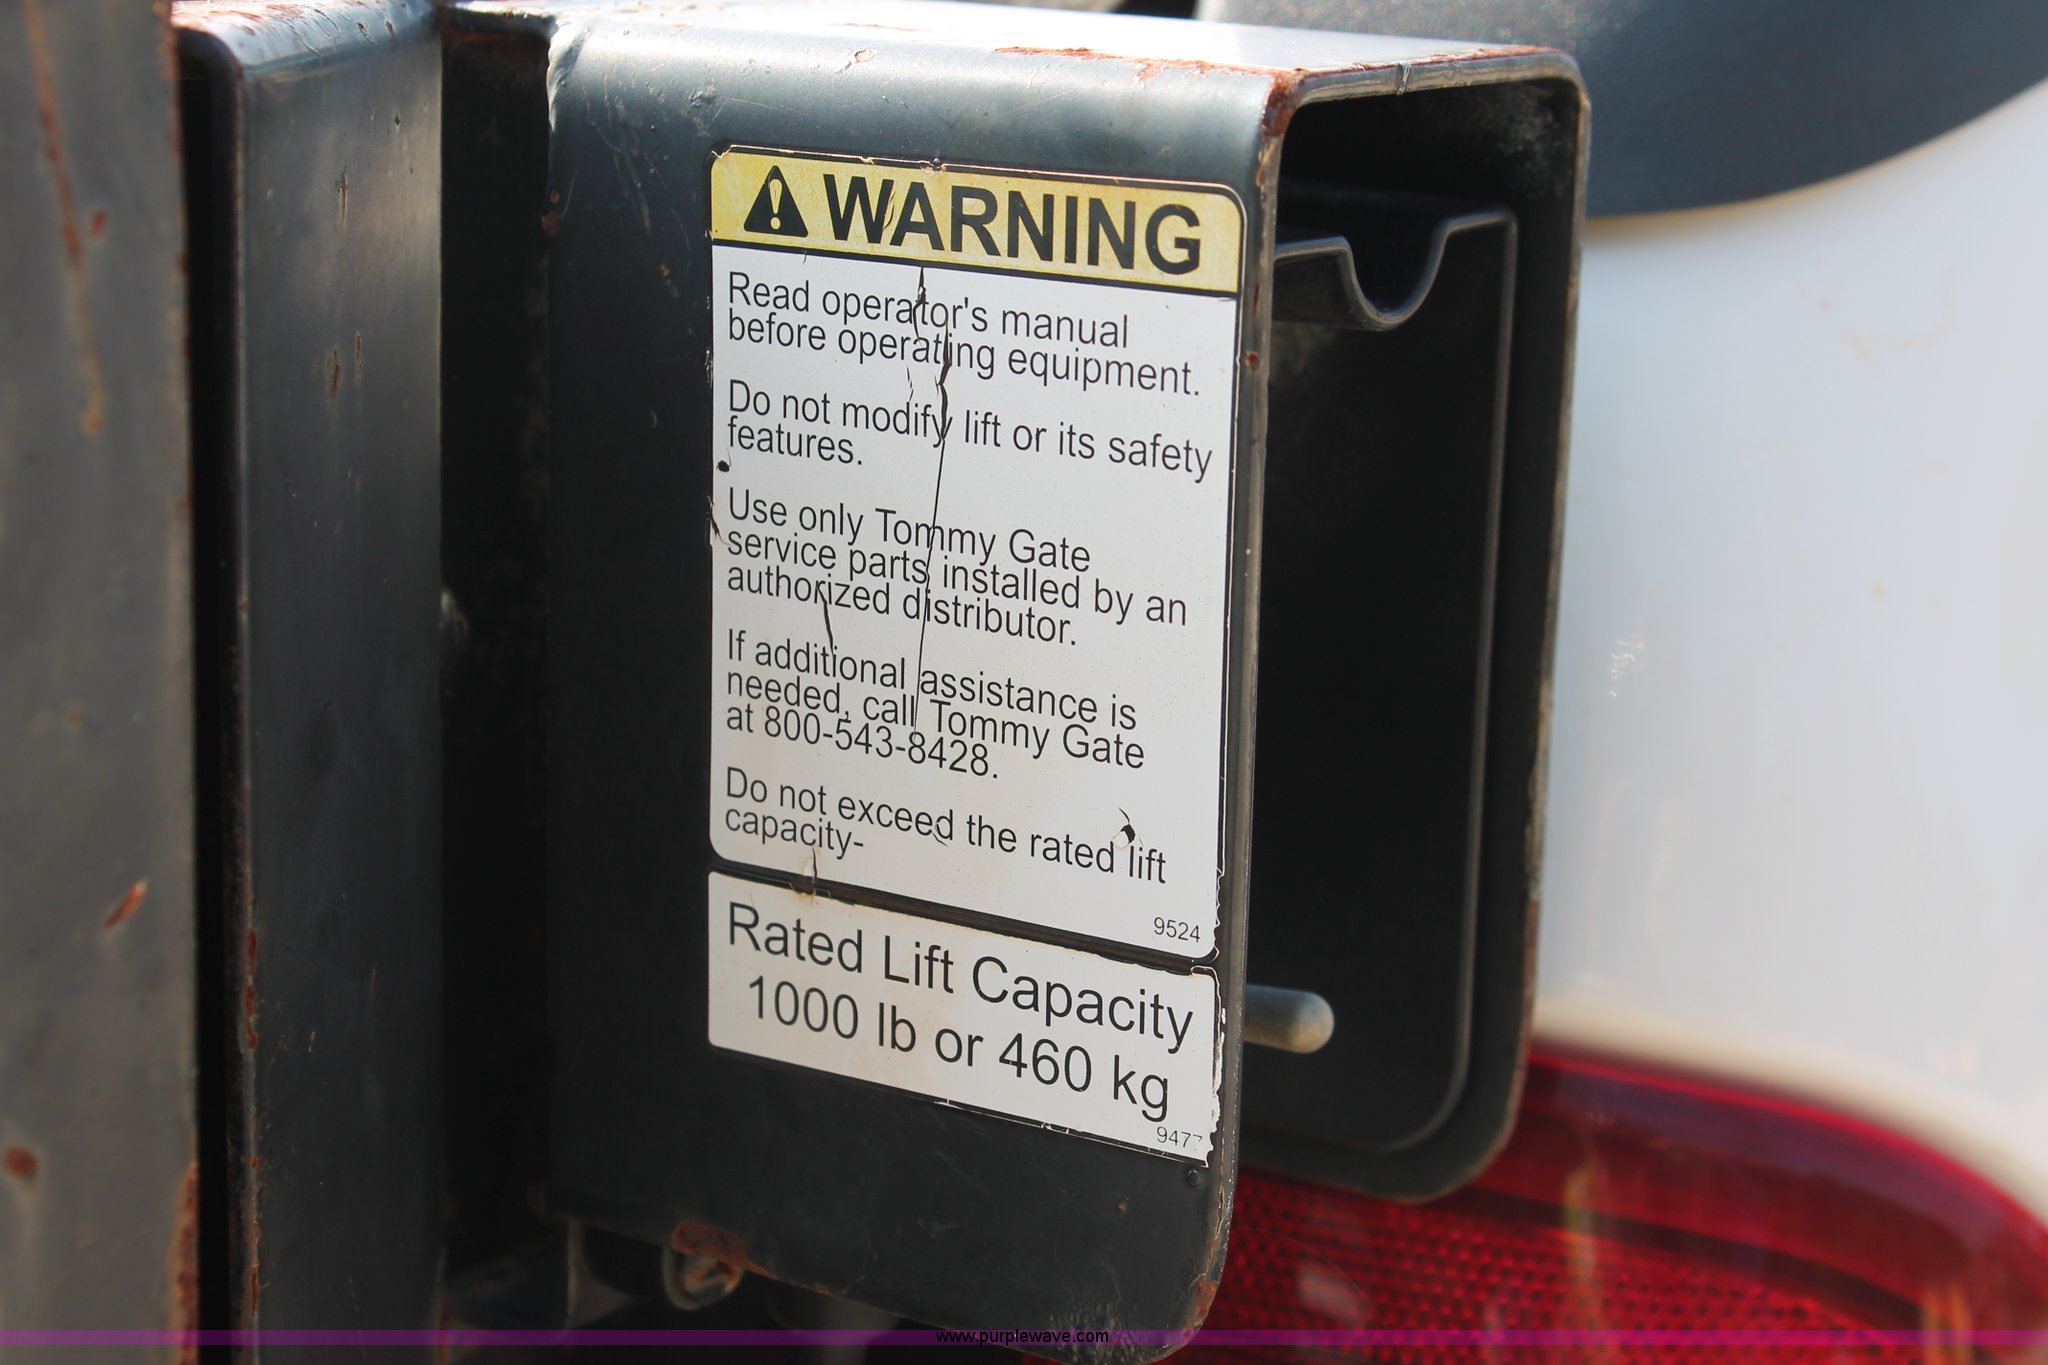 WARNING
Read operator's manual
before operating equipment.
Do not modify lift or its safety
features.
Use only Tommy Gate
service parts installed by an
authorized distributor.
If additional assistance is
needed, call Tommy Gate
at 800-543-8428.
Do not exceed the rated lift
capacity-
9524
Rated Lift Capacity
1000 lb or 460 kg
9477
www.purplewave.com